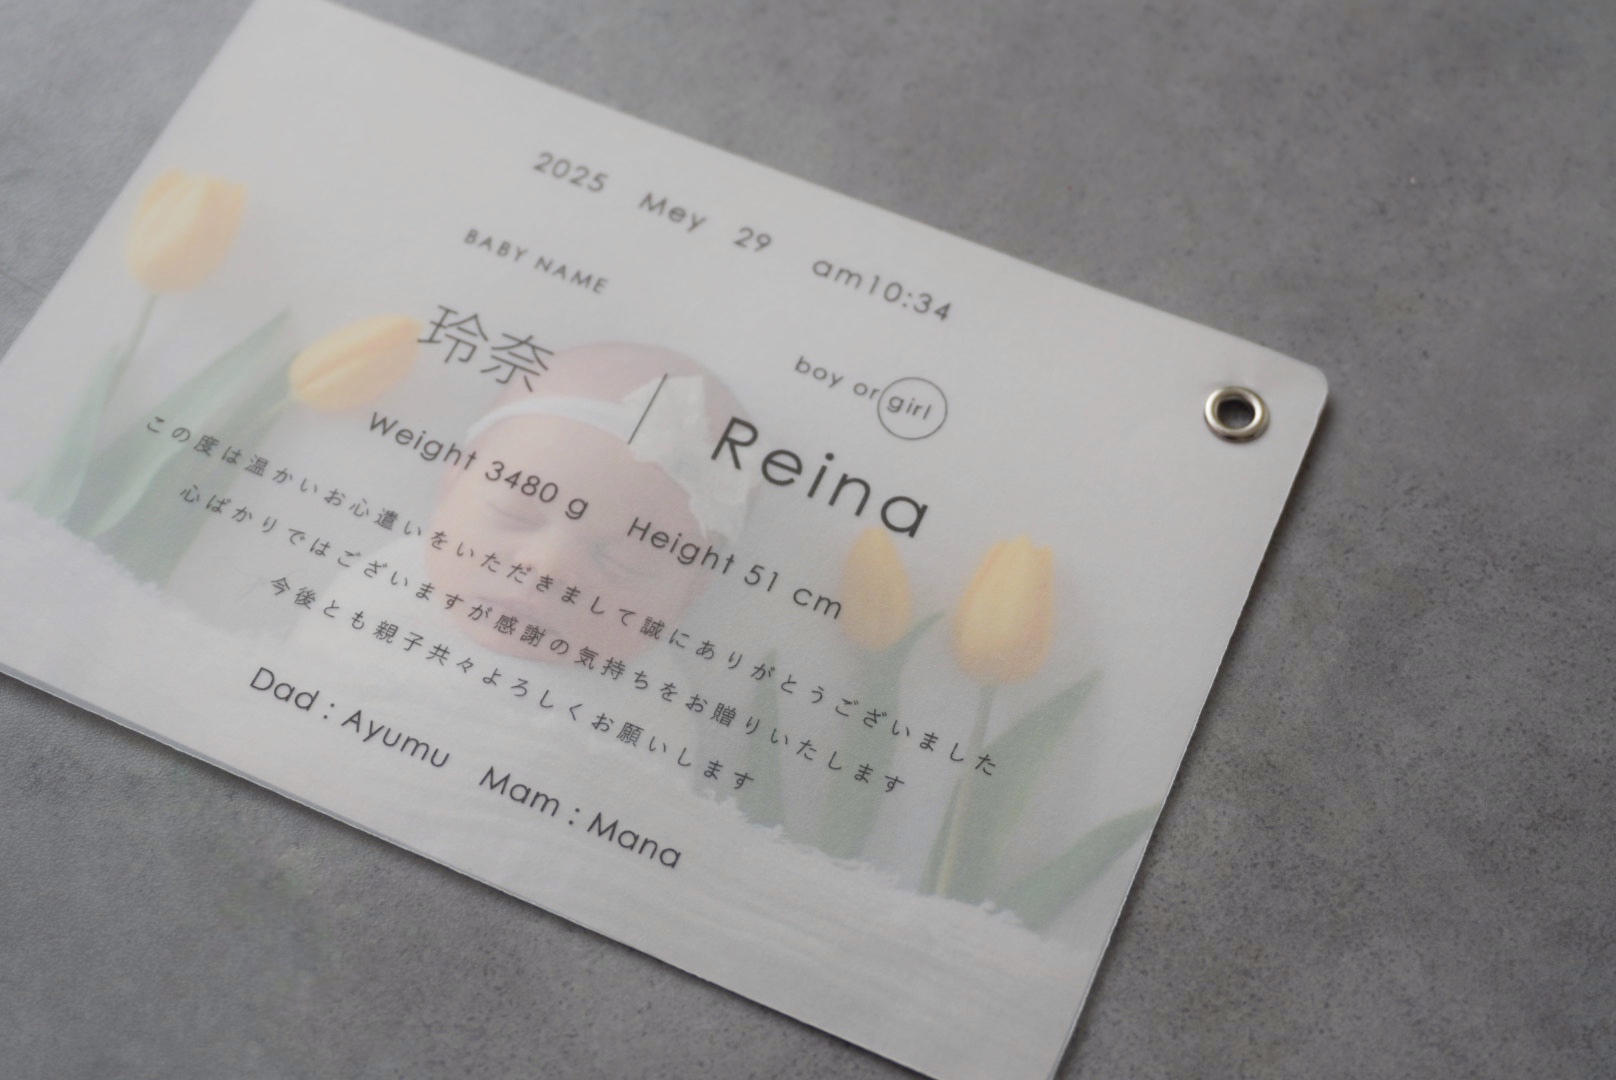 2025 Mey 29 am10:34
BABY NAME
玲奈
boy or girl
Reina
Weight 3480 g Height 51 cm
この度は温かいお心遣いをいただきまして誠にありがとうございました
心ばかりではございますが感謝の気持ちをお贈りいたします
今後とも親子共々よろしくお願いします
Dad : Ayumu Mam : Mana